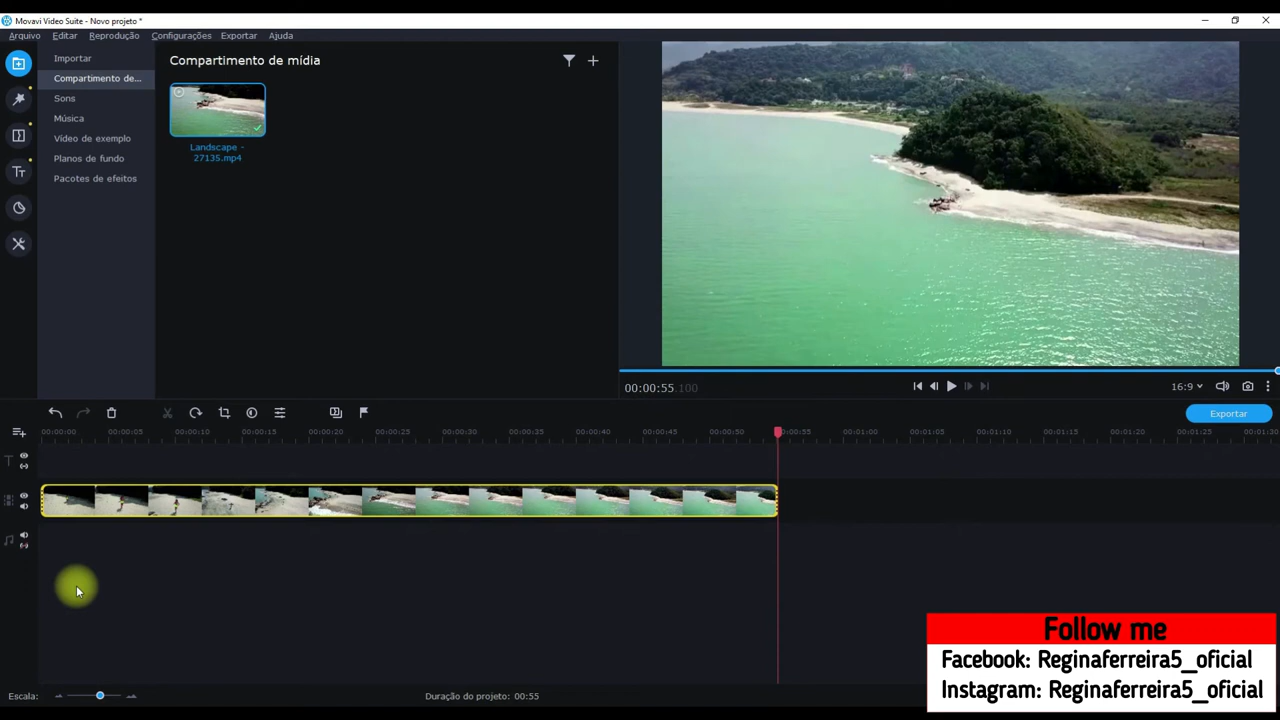 Movavi Video Suite - Novo projeto *
Arquivo Editar Reprodução Configurações Exportar Ajuda
Importar
Compartimento de...
Sons
Música
Vídeo de exemplo
Planos de fundo
Pacotes de efeitos
Compartimento de mídia
Landscape -
27135.mp4
00:00:55.100
16:9
Exportar
00:00:00 00:00:05 00:00:10 00:00:15 00:00:20 00:00:25 00:00:30 00:00:35 00:00:40 00:00:45 00:00:50 00:00:55 00:01:00 00:01:05 00:01:10 00:01:15 00:01:20 00:01:25 00:01:30
Follow me
Facebook: Reginaferreira5_oficial
Instagram: Reginaferreira5_oficial
Escala:
Duração do projeto: 00:55